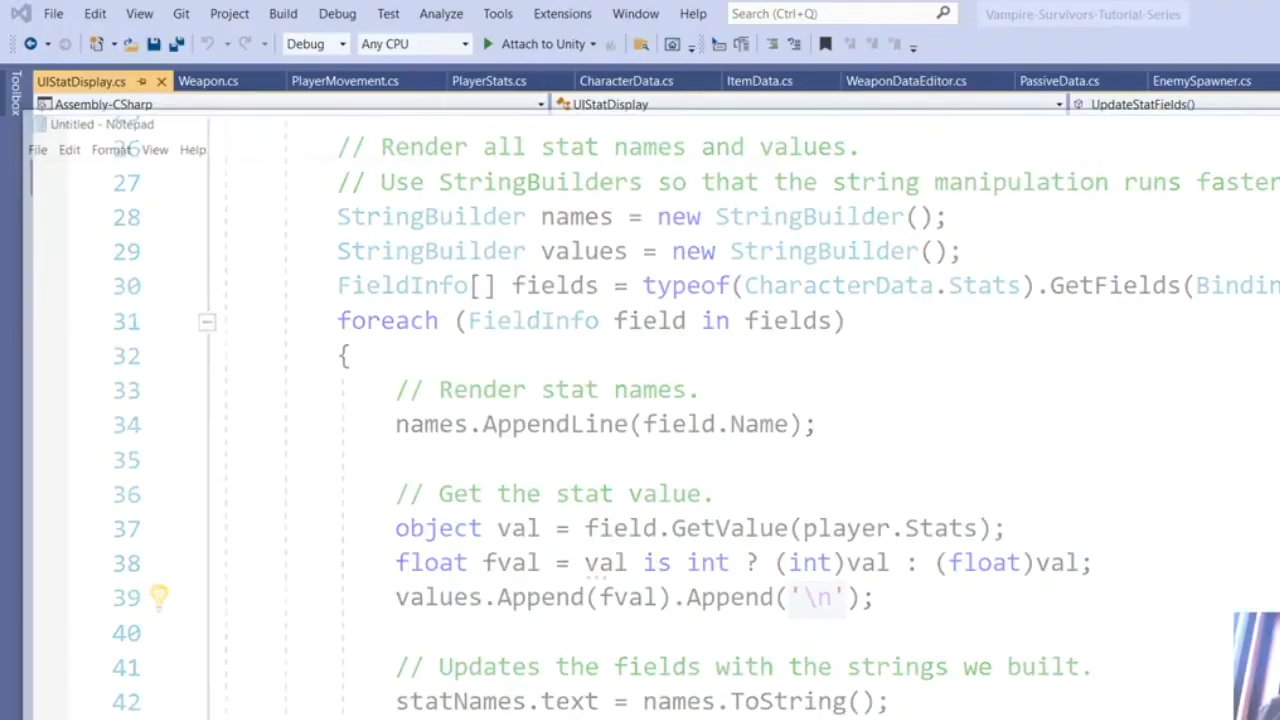 File Edit View Git Project Build Debug Test Analyze Tools Extensions Window Help Search (Ctrl+Q) Vampire-Survivors-Tutorial-Series
Debug Any CPU Attach to Unity
Toolbox
UIStatDisplay.cs Weapon.cs PlayerMovement.cs PlayerStats.cs CharacterData.cs ItemData.cs WeaponDataEditor.cs PassiveData.cs EnemySpawner.cs
Assembly-CSharp UIStatDisplay UpdateStatFields()
Untitled - Notepad
File Edit Format View Help
26 // Render all stat names and values.
27 // Use StringBuilders so that the string manipulation runs faster
28 StringBuilder names = new StringBuilder();
29 StringBuilder values = new StringBuilder();
30 FieldInfo[] fields = typeof(CharacterData.Stats).GetFields(Bindin
31 foreach (FieldInfo field in fields)
32 {
33 // Render stat names.
34 names.AppendLine(field.Name);
35
36 // Get the stat value.
37 object val = field.GetValue(player.Stats);
38 float fval = val is int ? (int)val : (float)val;
39 values.Append(fval).Append('\n');
40
41 // Updates the fields with the strings we built.
42 statNames.text = names.ToString();